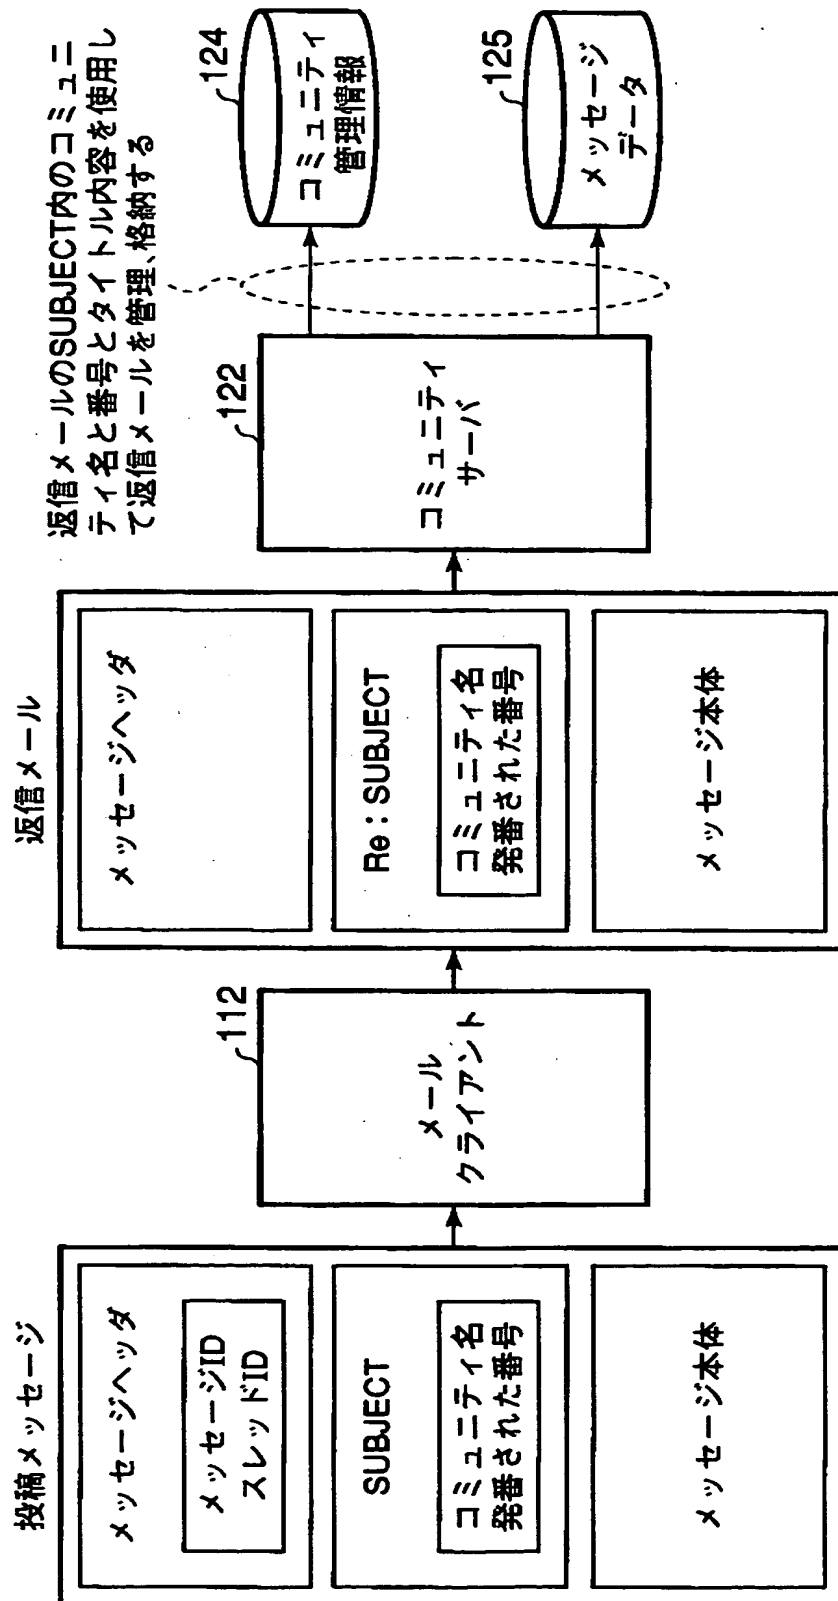 投稿メッセージ
メッセージヘッダ
メッセージID
スレッドID
SUBJECT
コミュニティ名
発番された番号
メッセージ本体
112
メール
クライアント
返信メール
メッセージヘッダ
Re：SUBJECT
コミュニティ名
発番された番号
メッセージ本体
122
コミュニティ
サーバ
返信メールのSUBJECT内のコミュニ
ティ名と番号とタイトル内容を使用し
て返信メールを管理、格納する
124
コミュニティ
管理情報
125
メッセージ
データ